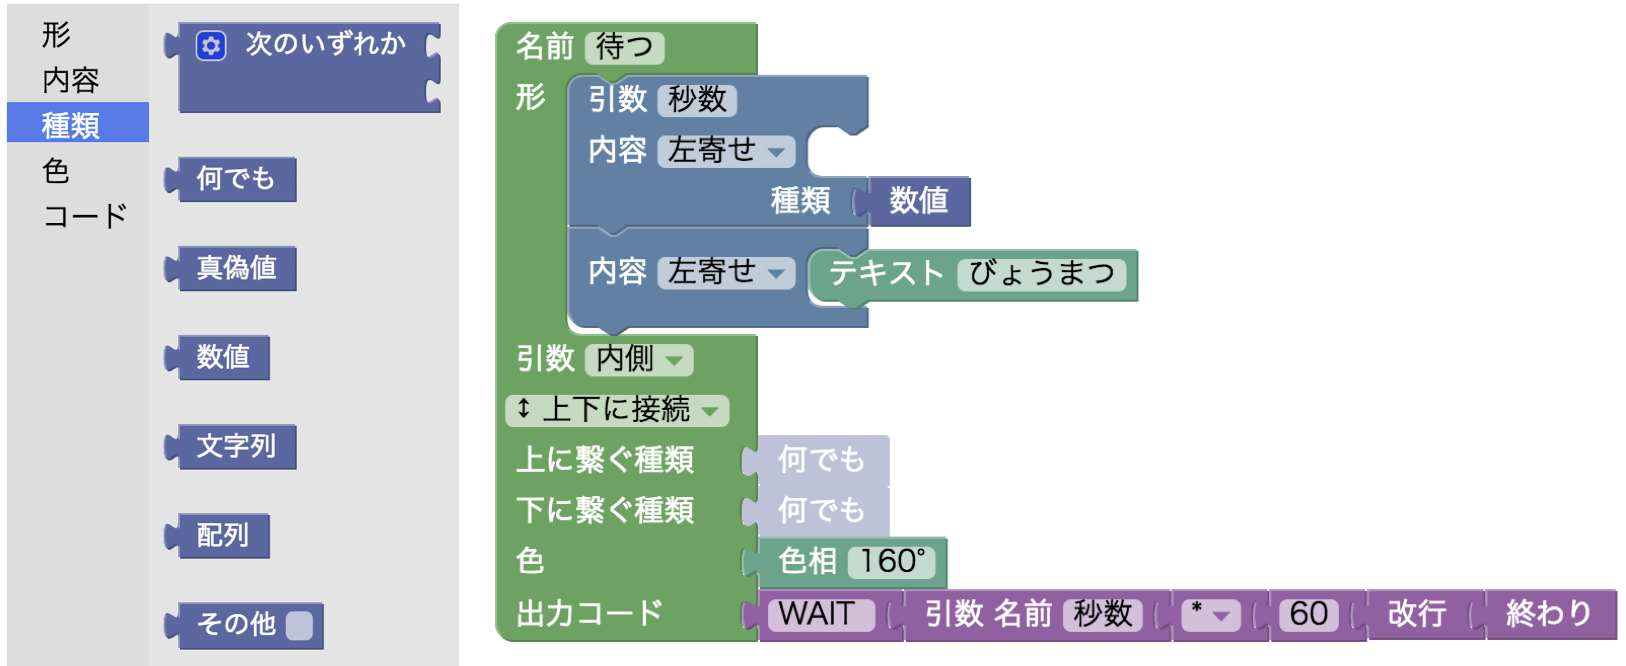 形
内容
種類
色
コード
次のいずれか
何でも
真偽値
数値
文字列
配列
その他
名前 待つ
形
引数 秒数
内容 左寄せ
種類 数値
内容 左寄せ テキスト びょうまつ
引数 内側
↕ 上下に接続
上に繋ぐ種類 何でも
下に繋ぐ種類 何でも
色 色相 160°
出力コード WAIT 引数 名前 秒数 * 60 改行 終わり